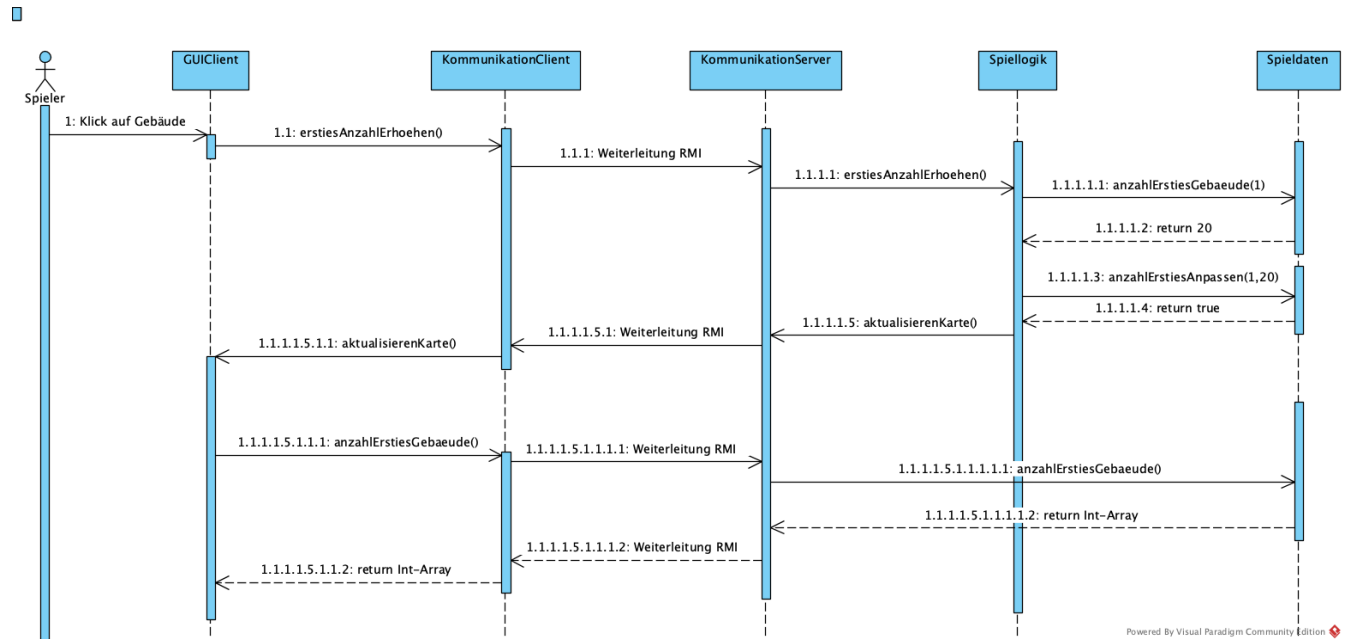 GUIClient
KommunikationClient
KommunikationServer
Spiellogik
Spieldaten
Spieler
1: Klick auf Gebäude
1.1: erstiesAnzahlErhoehen()
1.1.1: Weiterleitung RMI
1.1.1.1: erstiesAnzahlErhoehen()
1.1.1.1.1: anzahlErstiesGebaeude(1)
1.1.1.1.2: return 20
1.1.1.1.3: anzahlErstiesAnpassen(1,20)
1.1.1.1.4: return true
1.1.1.1.5: aktualisierenKarte()
1.1.1.1.5.1: Weiterleitung RMI
1.1.1.1.5.1.1: aktualisierenKarte()
1.1.1.1.5.1.1.1: anzahlErstiesGebaeude()
1.1.1.1.5.1.1.1.1: Weiterleitung RMI
1.1.1.1.5.1.1.1.1.1: anzahlErstiesGebaeude()
1.1.1.1.5.1.1.1.1.2: return Int-Array
1.1.1.1.5.1.1.1.2: Weiterleitung RMI
1.1.1.1.5.1.1.2: return Int-Array
Powered By Visual Paradigm Community Edition